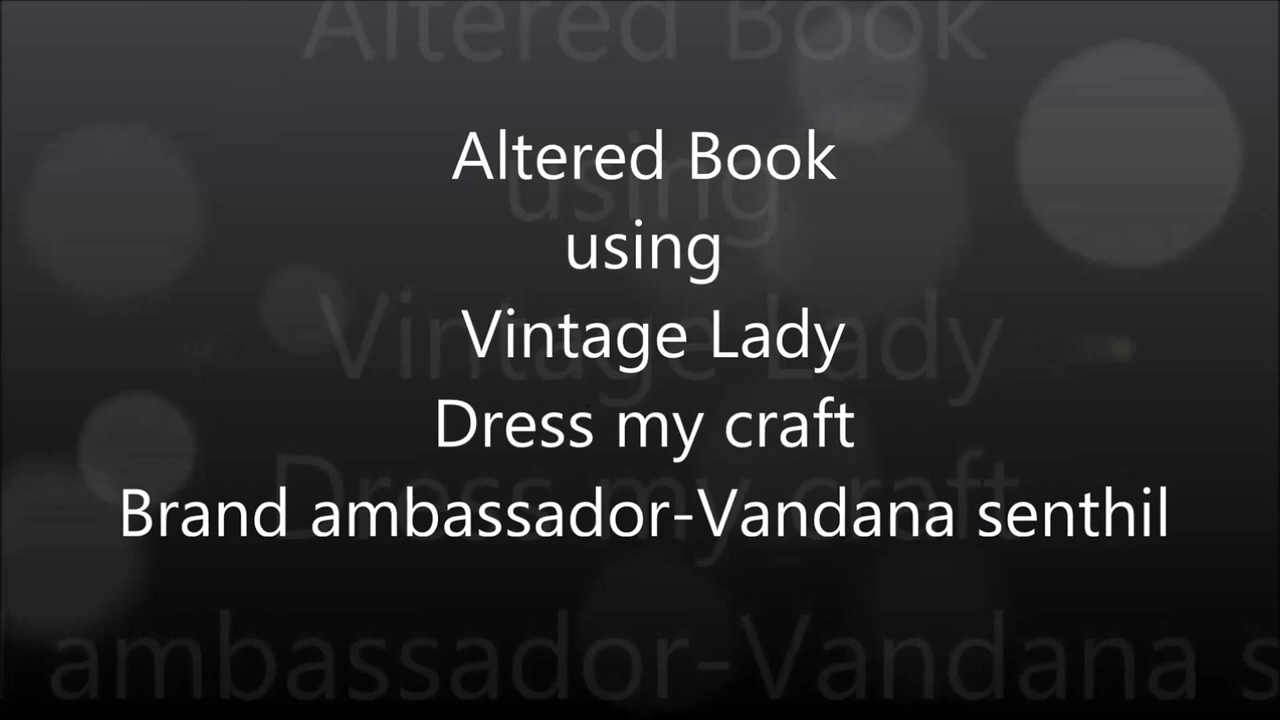 Altered Book
using
Vintage Lady
Dress my craft
Brand ambassador-Vandana senthil